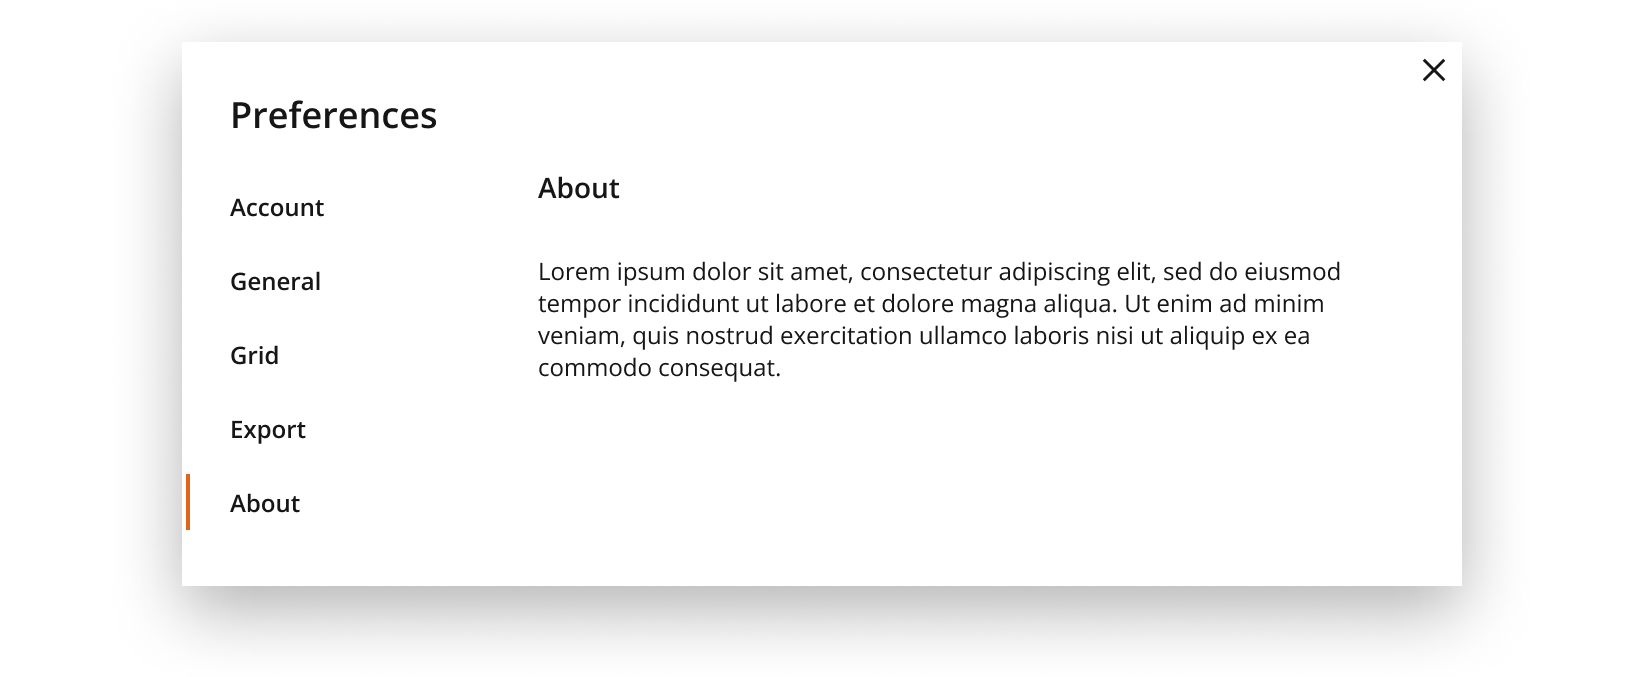 Preferences
Account
General
Grid
Export
About
About
Lorem ipsum dolor sit amet, consectetur adipiscing elit, sed do eiusmod
tempor incididunt ut labore et dolore magna aliqua. Ut enim ad minim
veniam, quis nostrud exercitation ullamco laboris nisi ut aliquip ex ea
commodo consequat.